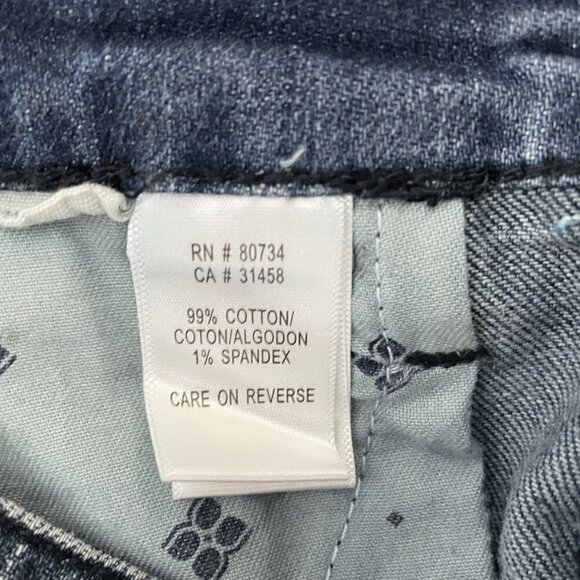 RN # 80734
CA # 31458
99% COTTON/
COTON/ALGODON
1% SPANDEX
CARE ON REVERSE